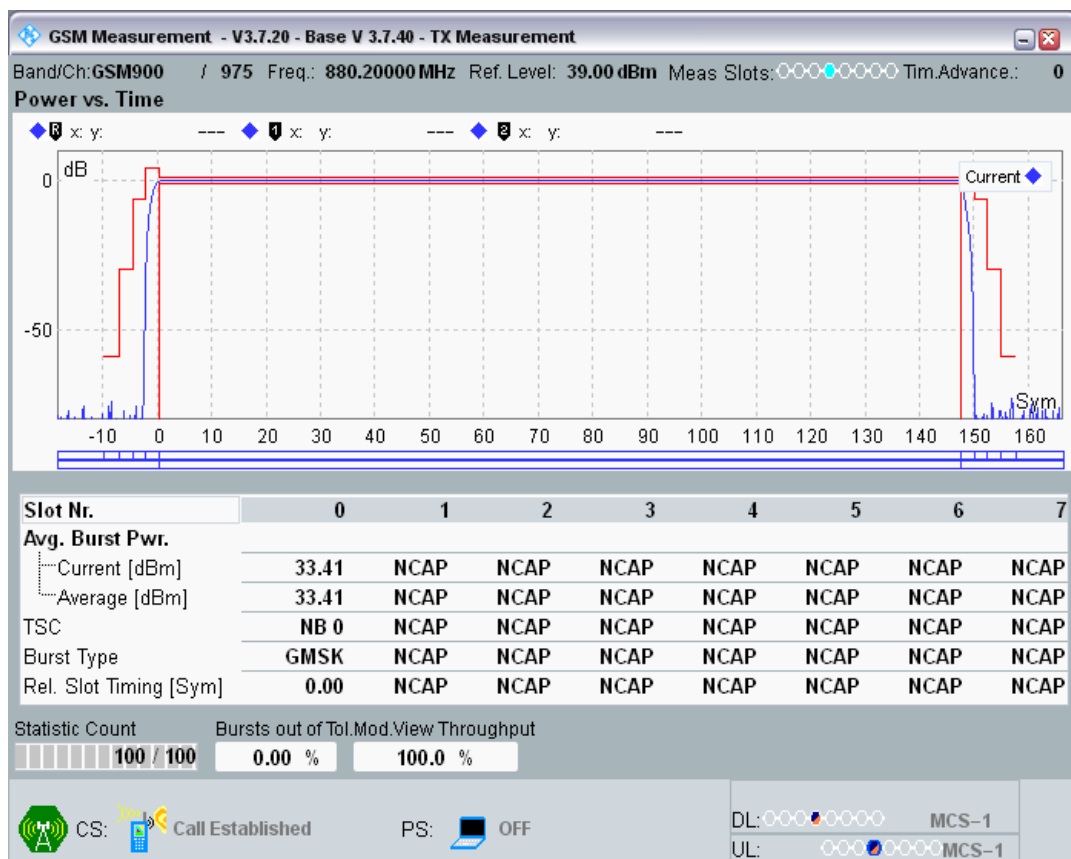 GSM Measurement - V3.7.20 - Base V 3.7.40 - TX Measurement
Band/Ch:GSM900 / 975 Freq.: 880.20000 MHz Ref. Level: 39.00 dBm Meas Slots: Tim.Advance.: 0
Power vs. Time
R x: y: --- 1 x: y: --- 2 x: y: ---
dB
Current
0
-50
Sym.
-10 0 10 20 30 40 50 60 70 80 90 100 110 120 130 140 150 160
Slot Nr. 0 1 2 3 4 5 6 7
Avg. Burst Pwr.
Current [dBm] 33.41 NCAP NCAP NCAP NCAP NCAP NCAP NCAP
Average [dBm] 33.41 NCAP NCAP NCAP NCAP NCAP NCAP NCAP
TSC NB 0 NCAP NCAP NCAP NCAP NCAP NCAP NCAP
Burst Type GMSK NCAP NCAP NCAP NCAP NCAP NCAP NCAP
Rel. Slot Timing [Sym] 0.00 NCAP NCAP NCAP NCAP NCAP NCAP NCAP
Statistic Count Bursts out of Tol.Mod.View Throughput
100 / 100 0.00 % 100.0 %
CS: Call Established PS: OFF
DL: MCS-1
UL: MCS-1